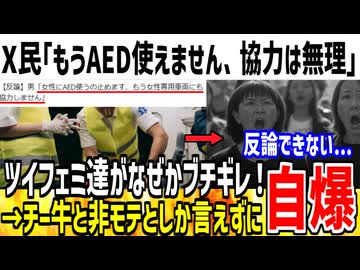 X民「もうAED使えません、協力は無理」
【反論】男「女性にAED使うの止めます、もう女性専用車両にも
協力しません」
反論できない...
ツイフェミ達がなぜかブチギレ!
→チー牛と非モテとしか言えずに自爆